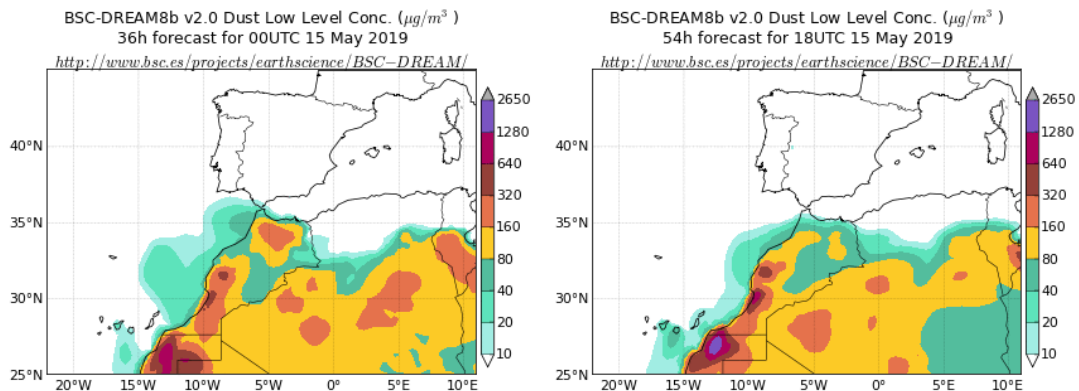 BSC-DREAM8b v2.0 Dust Low Level Conc. (μg/m³ )
36h forecast for 00UTC 15 May 2019
http://www.bsc.es/projects/earthscience/BSC−DREAM/
40°N
35°N
30°N
25°N
20°W
15°W
10°W
5°W
0°
5°E
10°E
2650
1280
640
320
160
80
40
20
10
BSC-DREAM8b v2.0 Dust Low Level Conc. (μg/m³ )
54h forecast for 18UTC 15 May 2019
http://www.bsc.es/projects/earthscience/BSC−DREAM/
40°N
35°N
30°N
25°N
20°W
15°W
10°W
5°W
0°
5°E
10°E
2650
1280
640
320
160
80
40
20
10